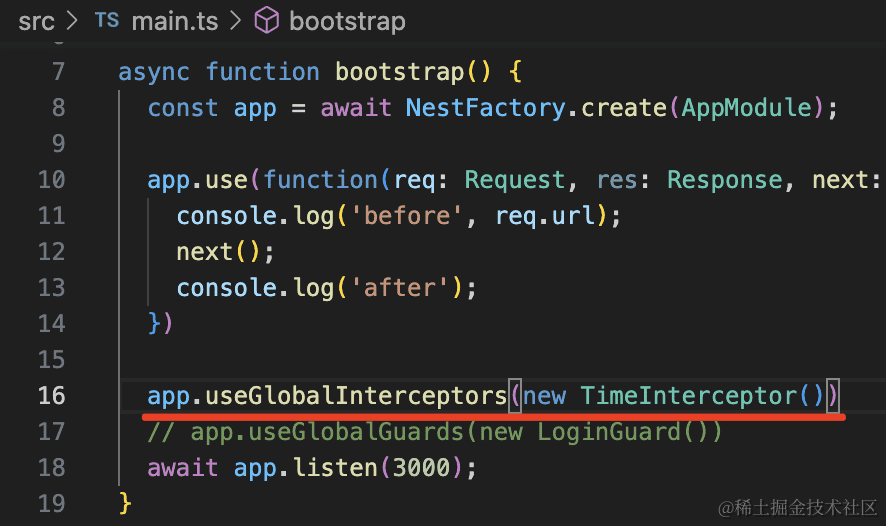 src > TS main.ts > bootstrap
7 async function bootstrap() {
8 const app = await NestFactory.create(AppModule);
9
10 app.use(function(req: Request, res: Response, next:
11 console.log('before', req.url);
12 next();
13 console.log('after');
14 })
15
16 app.useGlobalInterceptors(new TimeInterceptor())
17 // app.useGlobalGuards(new LoginGuard())
18 await app.listen(3000);
19 }
@稀土掘金技术社区